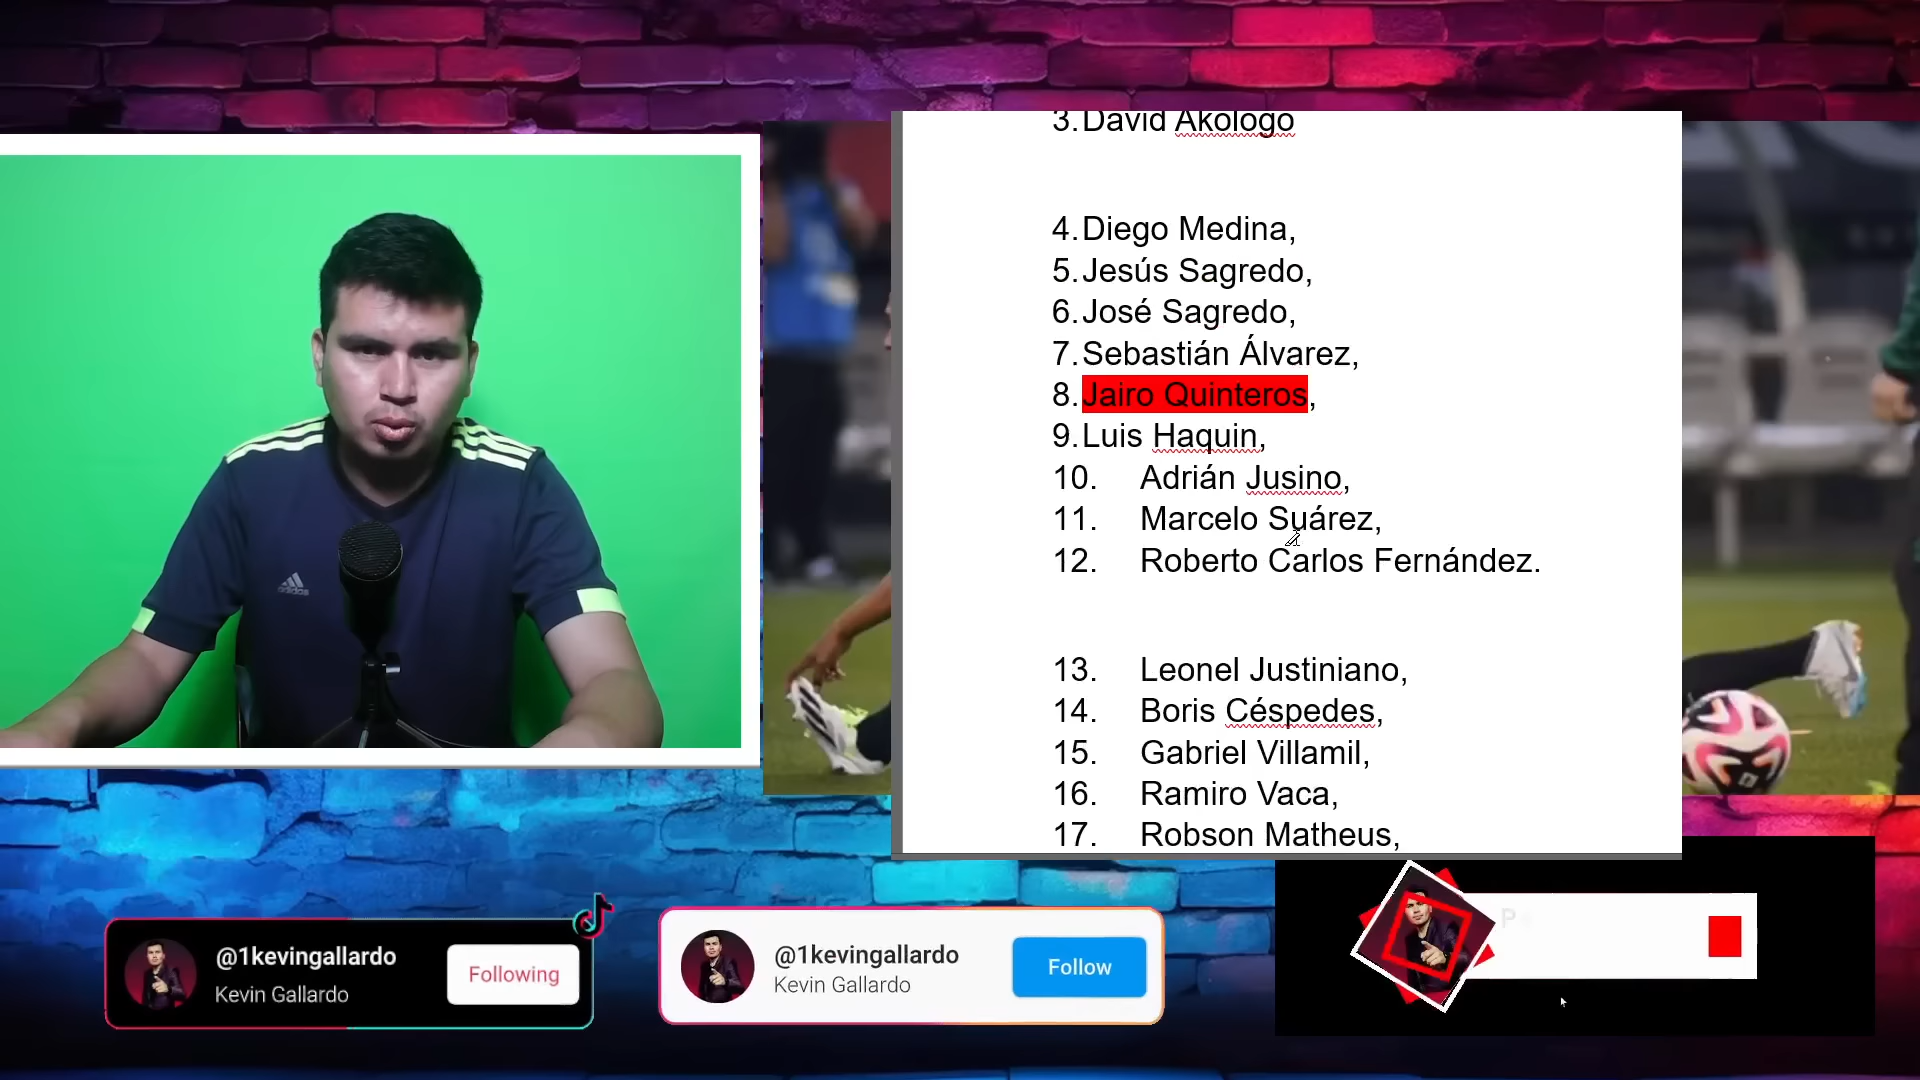 3. David Akologo
4. Diego Medina,
5. Jesús Sagredo,
6. José Sagredo,
7. Sebastián Álvarez,
8. Jairo Quinteros,
9. Luis Haquin,
10. Adrián Jusino,
11. Marcelo Suárez,
12. Roberto Carlos Fernández.
13. Leonel Justiniano,
14. Boris Céspedes,
15. Gabriel Villamil,
16. Ramiro Vaca,
17. Robson Matheus,
adidas
@1kevingallardo
Kevin Gallardo
Following
@1kevingallardo
Kevin Gallardo
Follow
P